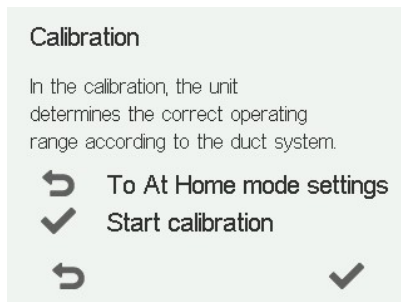 Calibration
In the calibration, the unit
determines the correct operating
range according to the duct system.
To At Home mode settings
Start calibration